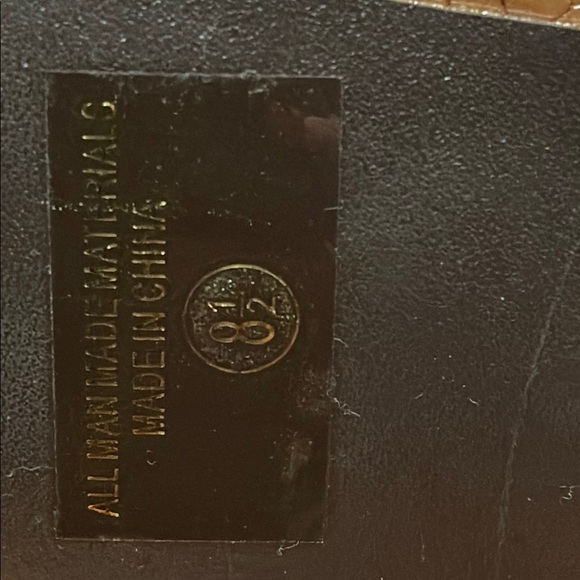 ALL MAN MADE MATERIALS
MADE IN CHINA
8 1/2